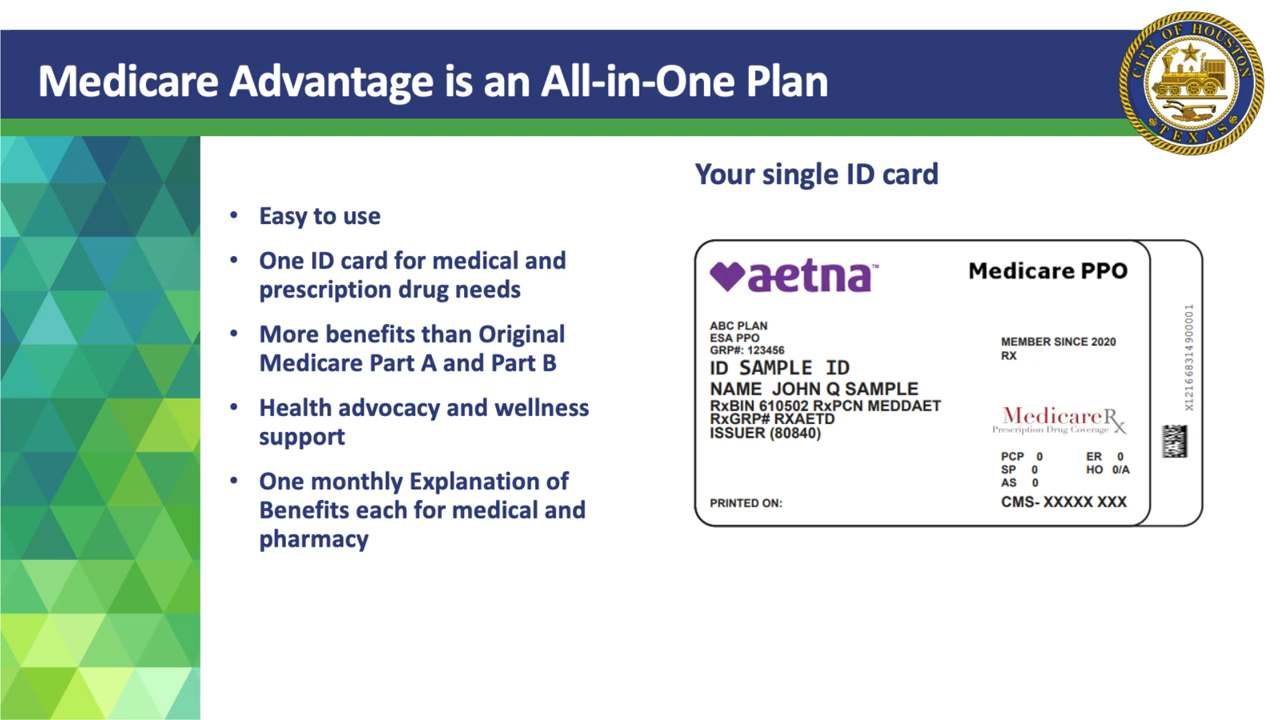 Medicare Advantage is an All-in-One Plan
CITY OF HOUSTON
TEXAS
• Easy to use
• One ID card for medical and
prescription drug needs
• More benefits than Original
Medicare Part A and Part B
• Health advocacy and wellness
support
• One monthly Explanation of
Benefits each for medical and
pharmacy
Your single ID card
aetna™
Medicare PPO
ABC PLAN
ESA PPO
GRP#: 123456
ID SAMPLE ID
NAME JOHN Q SAMPLE
RxBIN 610502 RxPCN MEDDAET
RxGRP# RXAETD
ISSUER (80840)
PRINTED ON:
MEMBER SINCE 2020
RX
MedicareRx
Prescription Drug Coverage
PCP 0 ER 0
SP 0 HO 0/A
AS 0
CMS- XXXXX XXX
X121668314900001